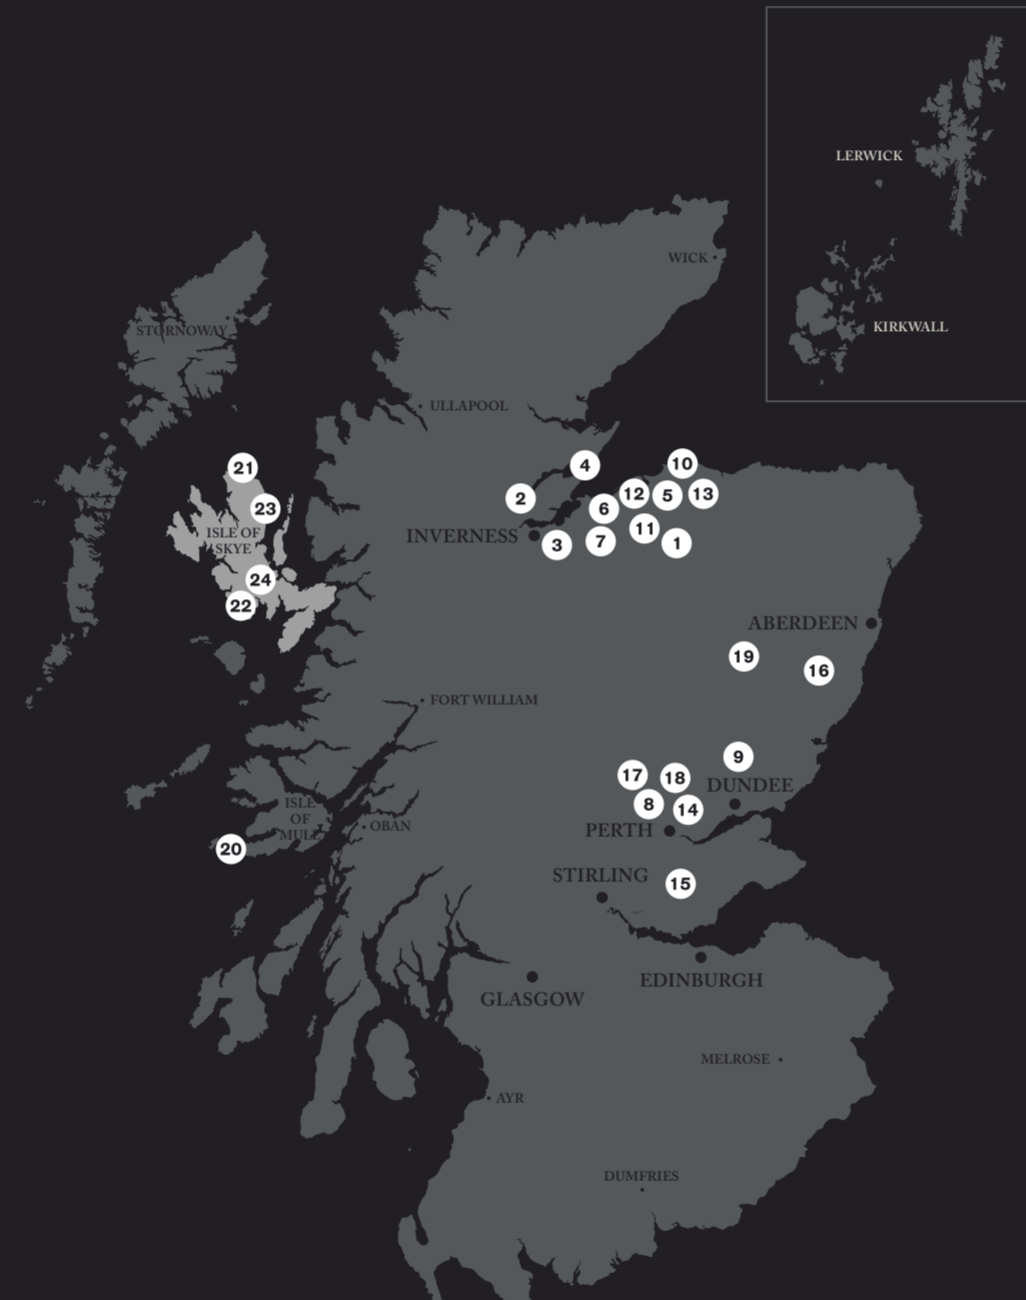 LERWICK
WICK
KIRKWALL
STORNOWAY
ULLAPOOL
21
4
10
2
12
5
13
23
6
11
ISLE OF
SKYE
INVERNESS
3
7
1
24
22
ABERDEEN
19
16
FORT WILLIAM
9
17
18
DUNDEE
8
14
ISLE
OF
MULL
OBAN
PERTH
20
STIRLING
15
EDINBURGH
GLASGOW
MELROSE
AYR
DUMFRIES